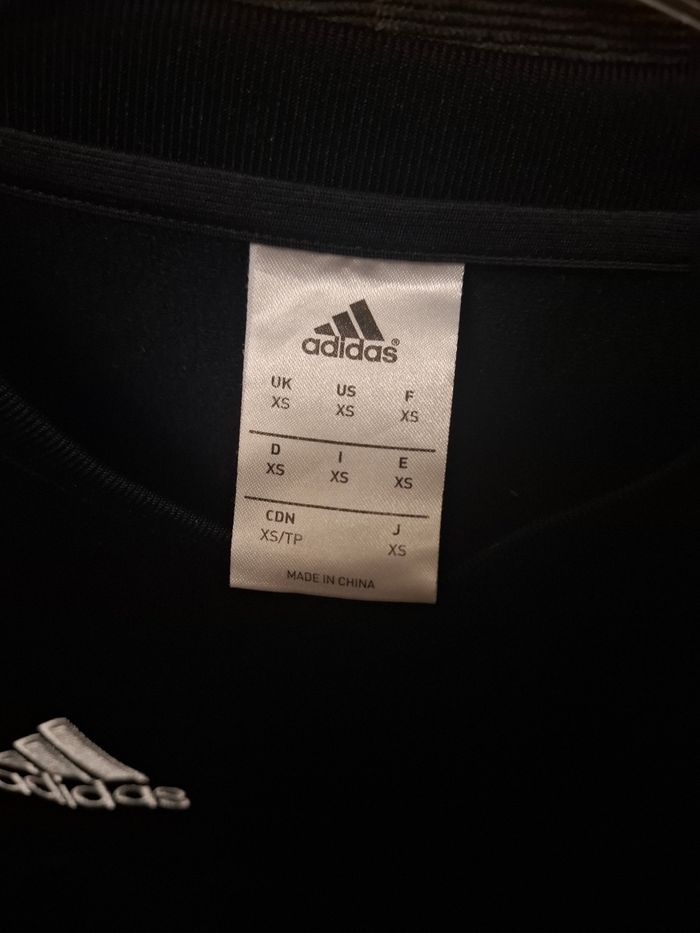 adidas®
UK US F
XS XS XS
D I E
XS XS XS
CDN J
XS/TP XS
MADE IN CHINA
adidas